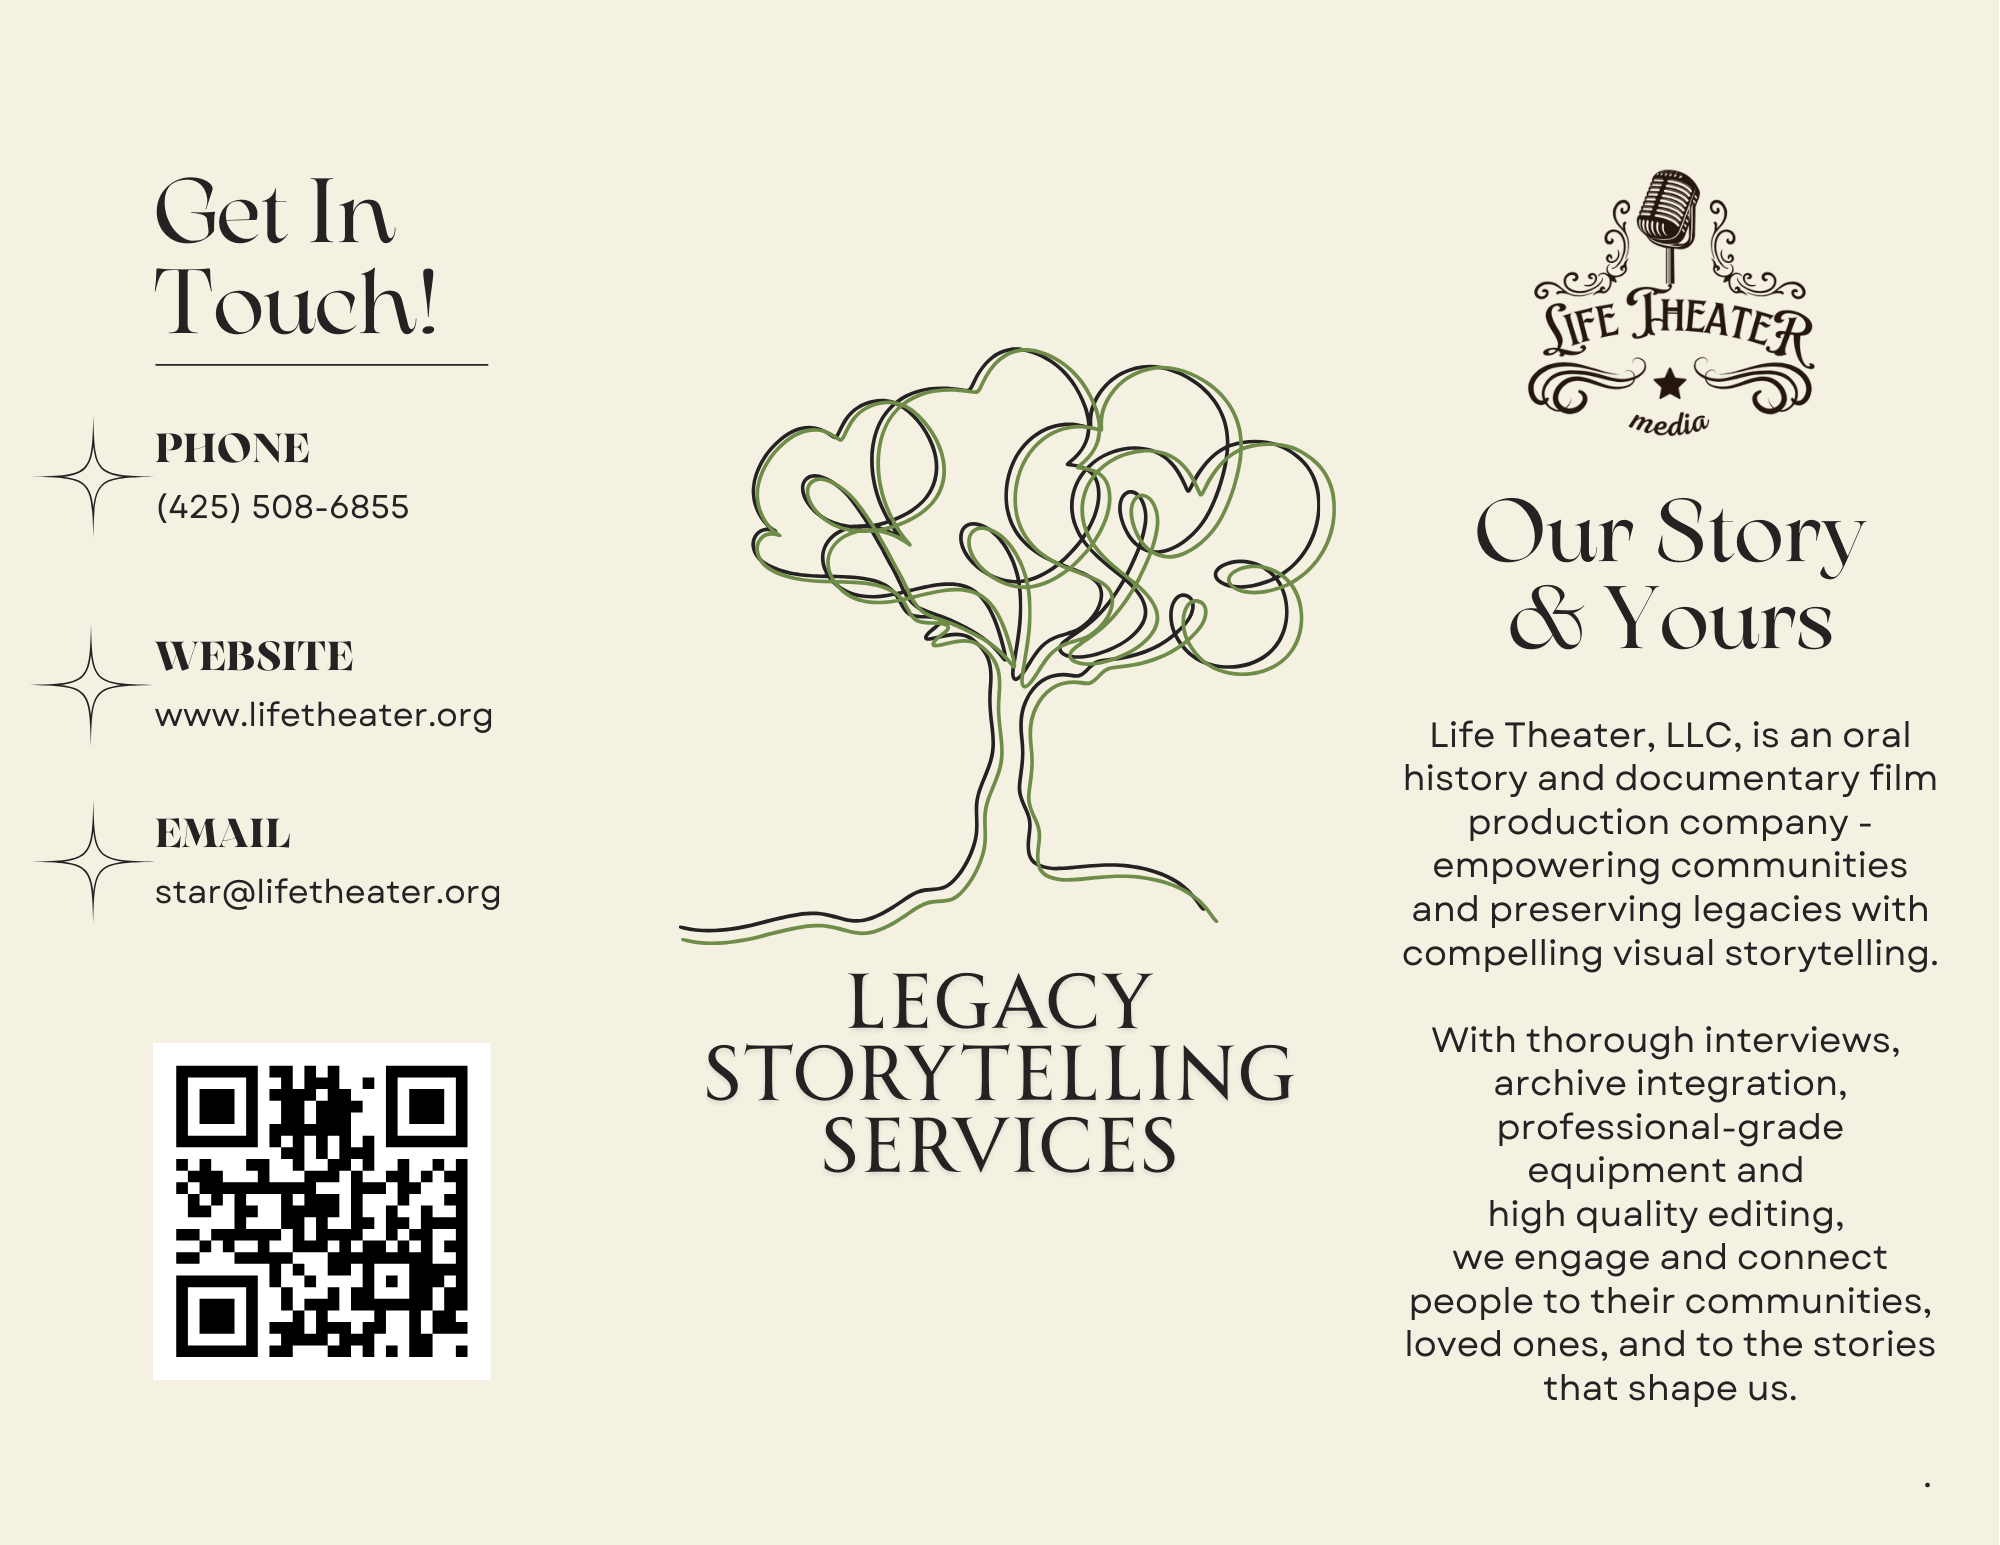 Get In
Touch!
PHONE
(425) 508-6855
WEBSITE
www.lifetheater.org
EMAIL
star@lifetheater.org
LEGACY
STORYTELLING
SERVICES
LIFE THEATER
media
Our Story
& Yours
Life Theater, LLC, is an oral
history and documentary film
production company -
empowering communities
and preserving legacies with
compelling visual storytelling.
With thorough interviews,
archive integration,
professional-grade
equipment and
high quality editing,
we engage and connect
people to their communities,
loved ones, and to the stories
that shape us.
.